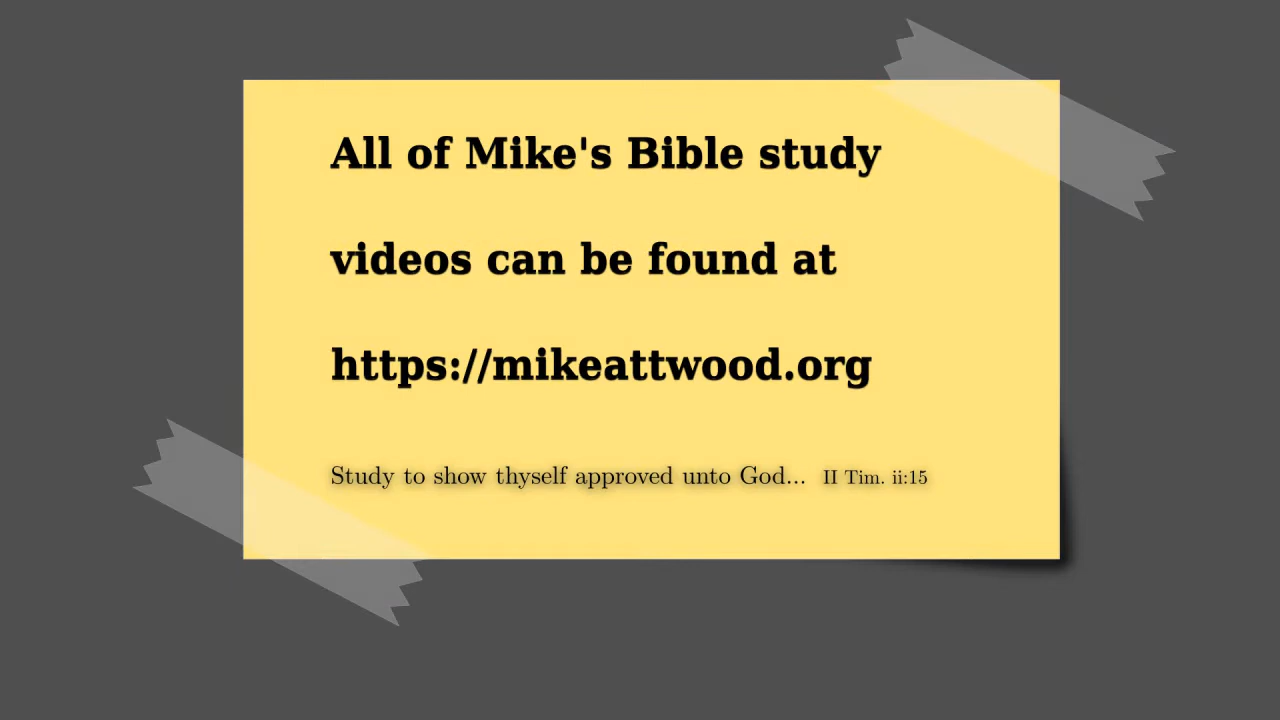 All of Mike's Bible study
videos can be found at
https://mikeattwood.org
Study to show thyself approved unto God... II Tim. ii:15